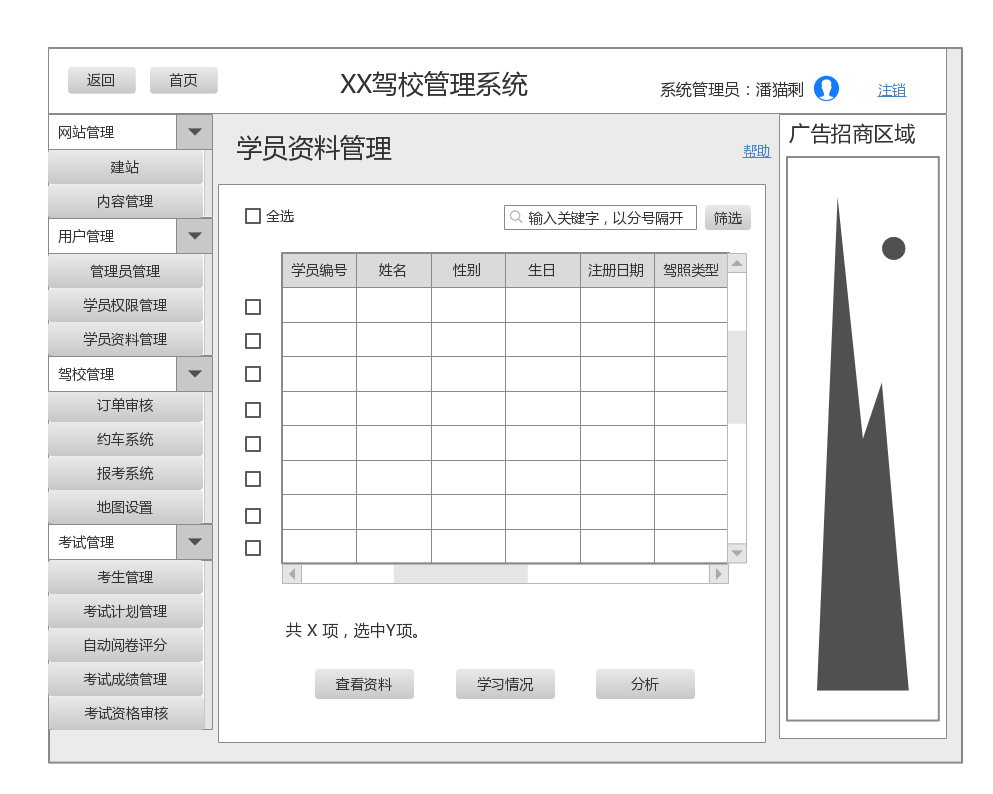 返回
首页
XX驾校管理系统
系统管理员：潘猫剩
注销
网站管理
建站
内容管理
用户管理
管理员管理
学员权限管理
学员资料管理
驾校管理
订单审核
约车系统
报考系统
地图设置
考试管理
考生管理
考试计划管理
自动阅卷评分
考试成绩管理
考试资格审核
学员资料管理
帮助
全选
输入关键字，以分号隔开
筛选
学员编号 姓名 性别 生日 注册日期 驾照类型
共 X 项，选中Y项。
查看资料
学习情况
分析
广告招商区域